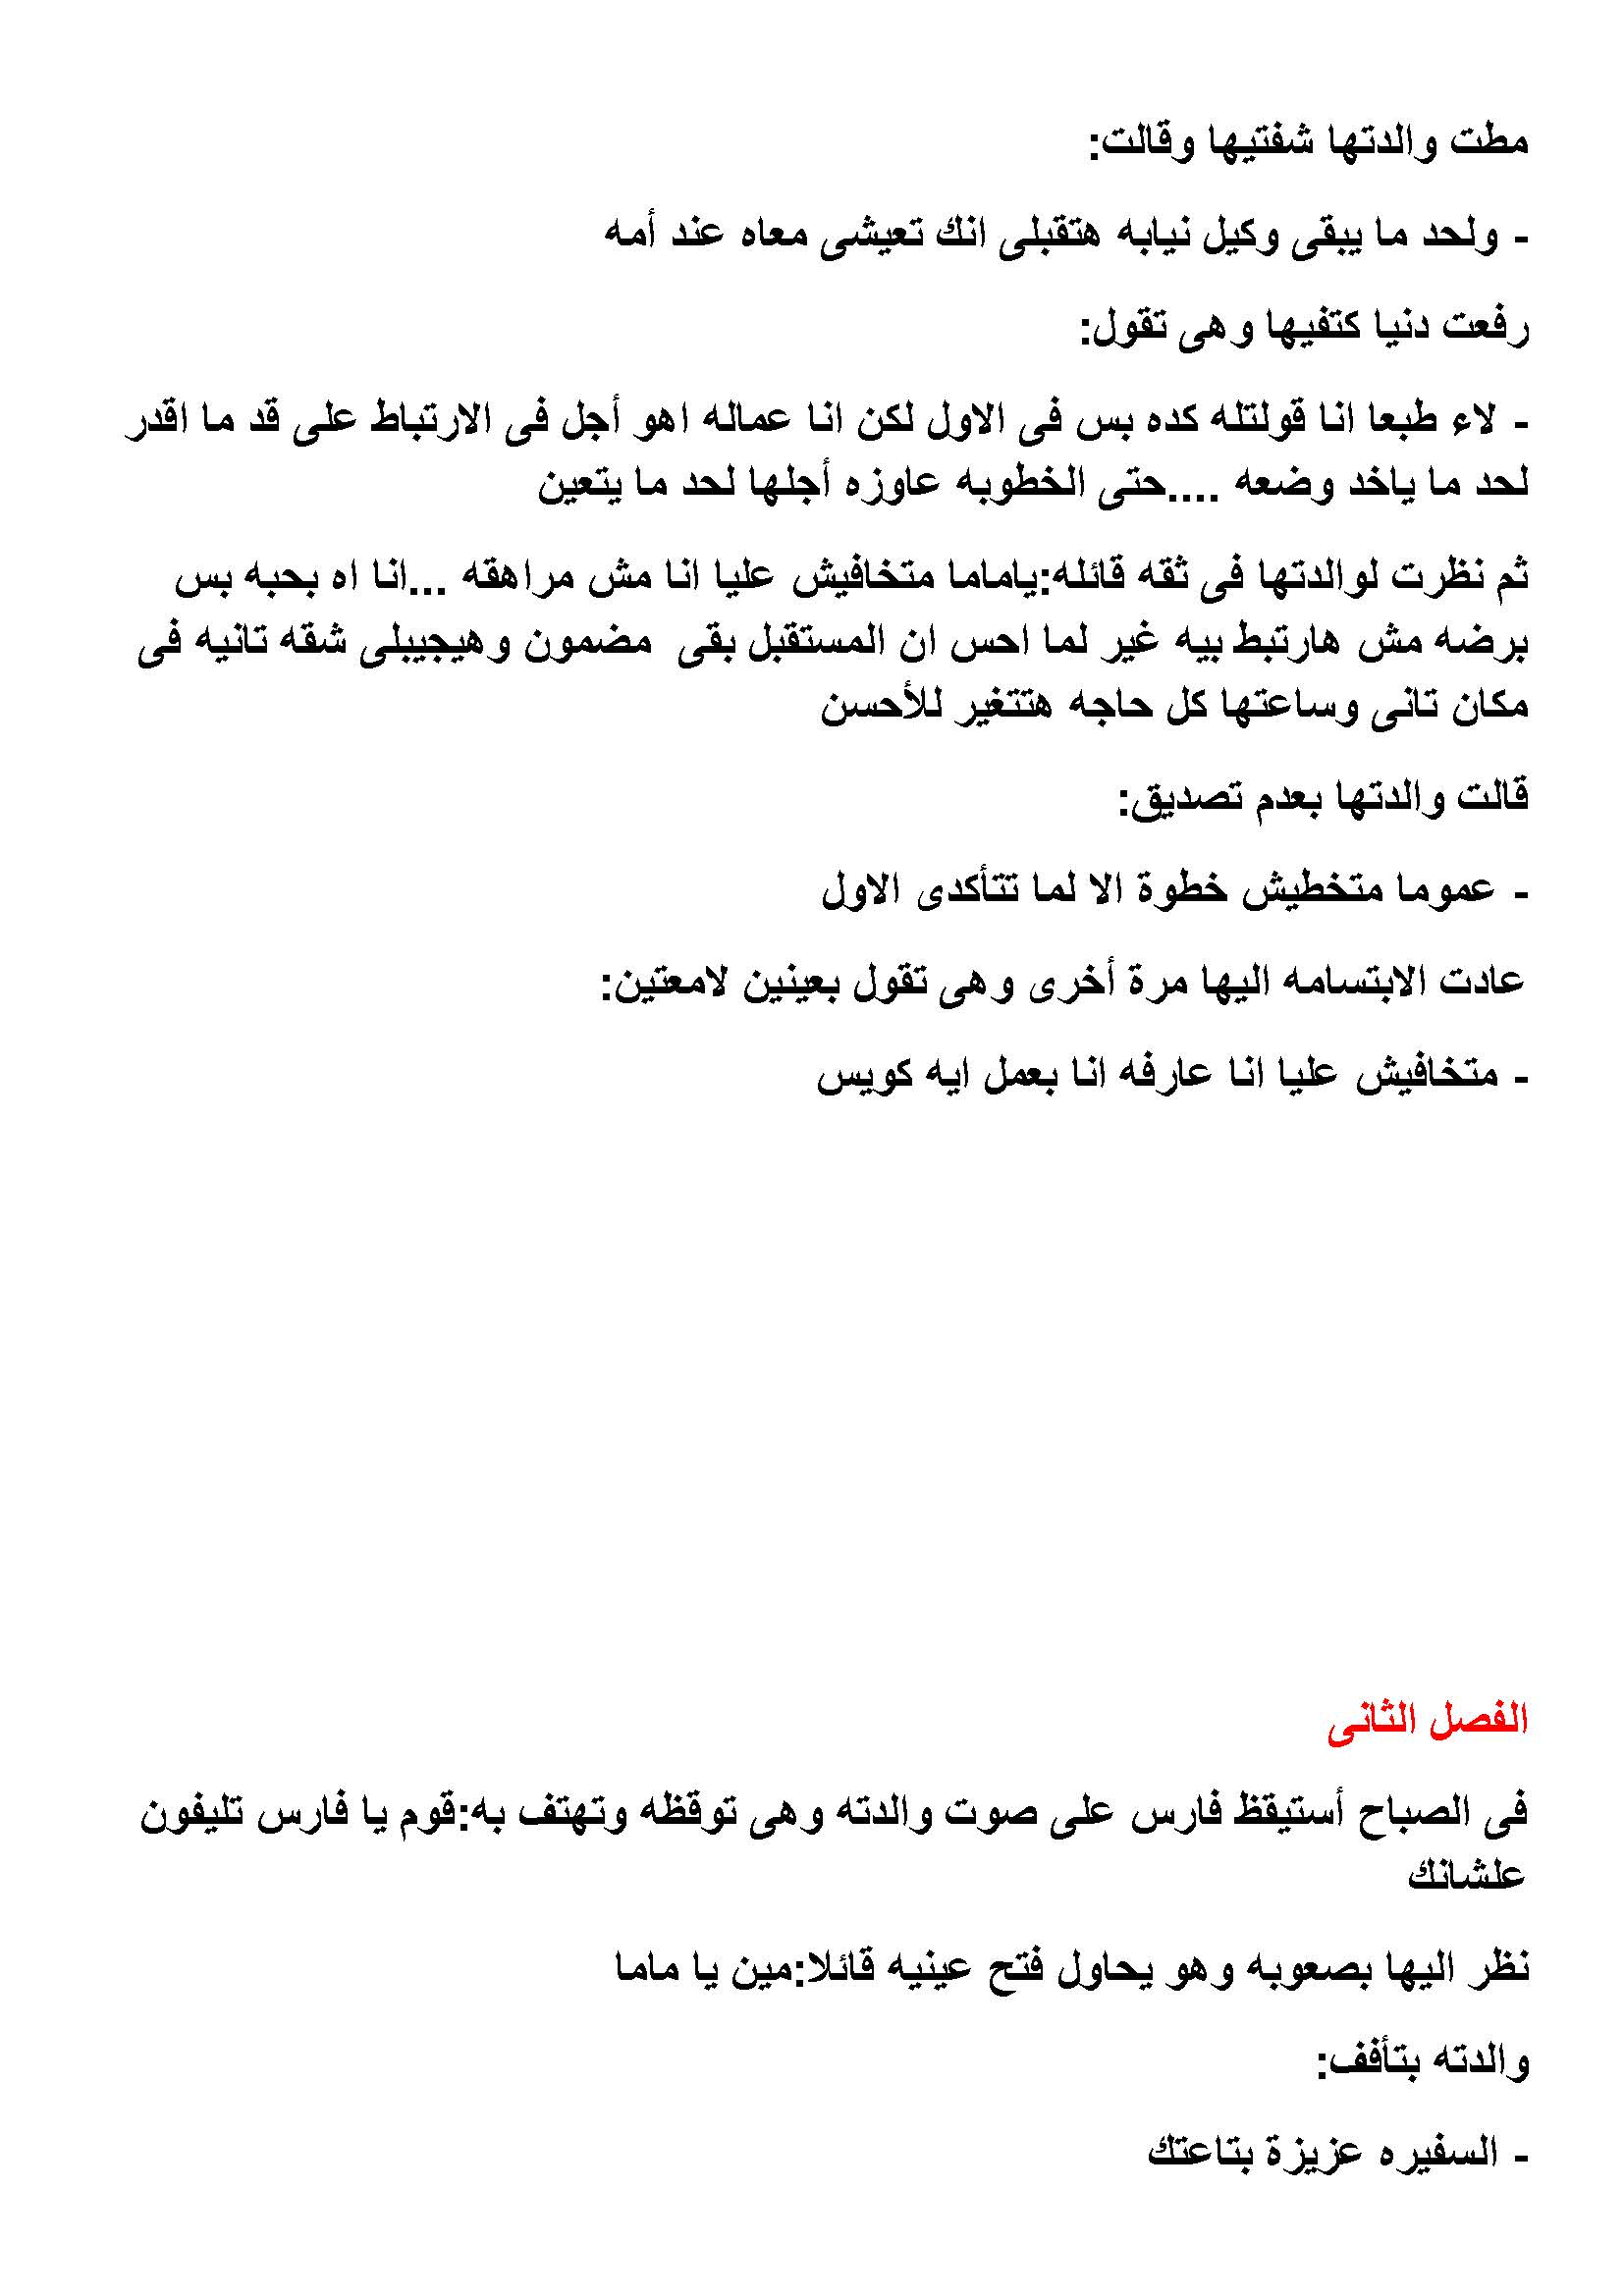 مطت والدتها شفتيها وقالت:
- ولحد ما يبقى وكيل نيابه هتقبلى انك تعيشى معاه عند أمه
رفعت دنيا كتفيها وهى تقول:
- لاء طبعا انا قولتله كده بس فى الاول لكن انا عماله اهو أجل فى الارتباط على قد ما اقدر
لحد ما ياخد وضعه ....حتى الخطوبه عاوزه أجلها لحد ما يتعين
ثم نظرت لوالدتها فى ثقه قائله:ياماما متخافيش عليا انا مش مراهقه ...انا اه بحبه بس
برضه مش هارتبط بيه غير لما احس ان المستقبل بقى مضمون وهيجيبلى شقه تانيه فى
مكان تانى وساعتها كل حاجه هتتغير للأحسن
قالت والدتها بعدم تصديق:
- عموما متخطيش خطوة الا لما تتأكدى الاول
عادت الابتسامه اليها مرة أخرى وهى تقول بعينين لامعتين:
- متخافيش عليا انا عارفه انا بعمل ايه كويس
الفصل الثانى
فى الصباح أستيقظ فارس على صوت والدته وهى توقظه وتهتف به:قوم يا فارس تليفون
علشانك
نظر اليها بصعوبه وهو يحاول فتح عينيه قائلا:مين يا ماما
والدته بتأفف:
- السفيره عزيزة بتاعتك